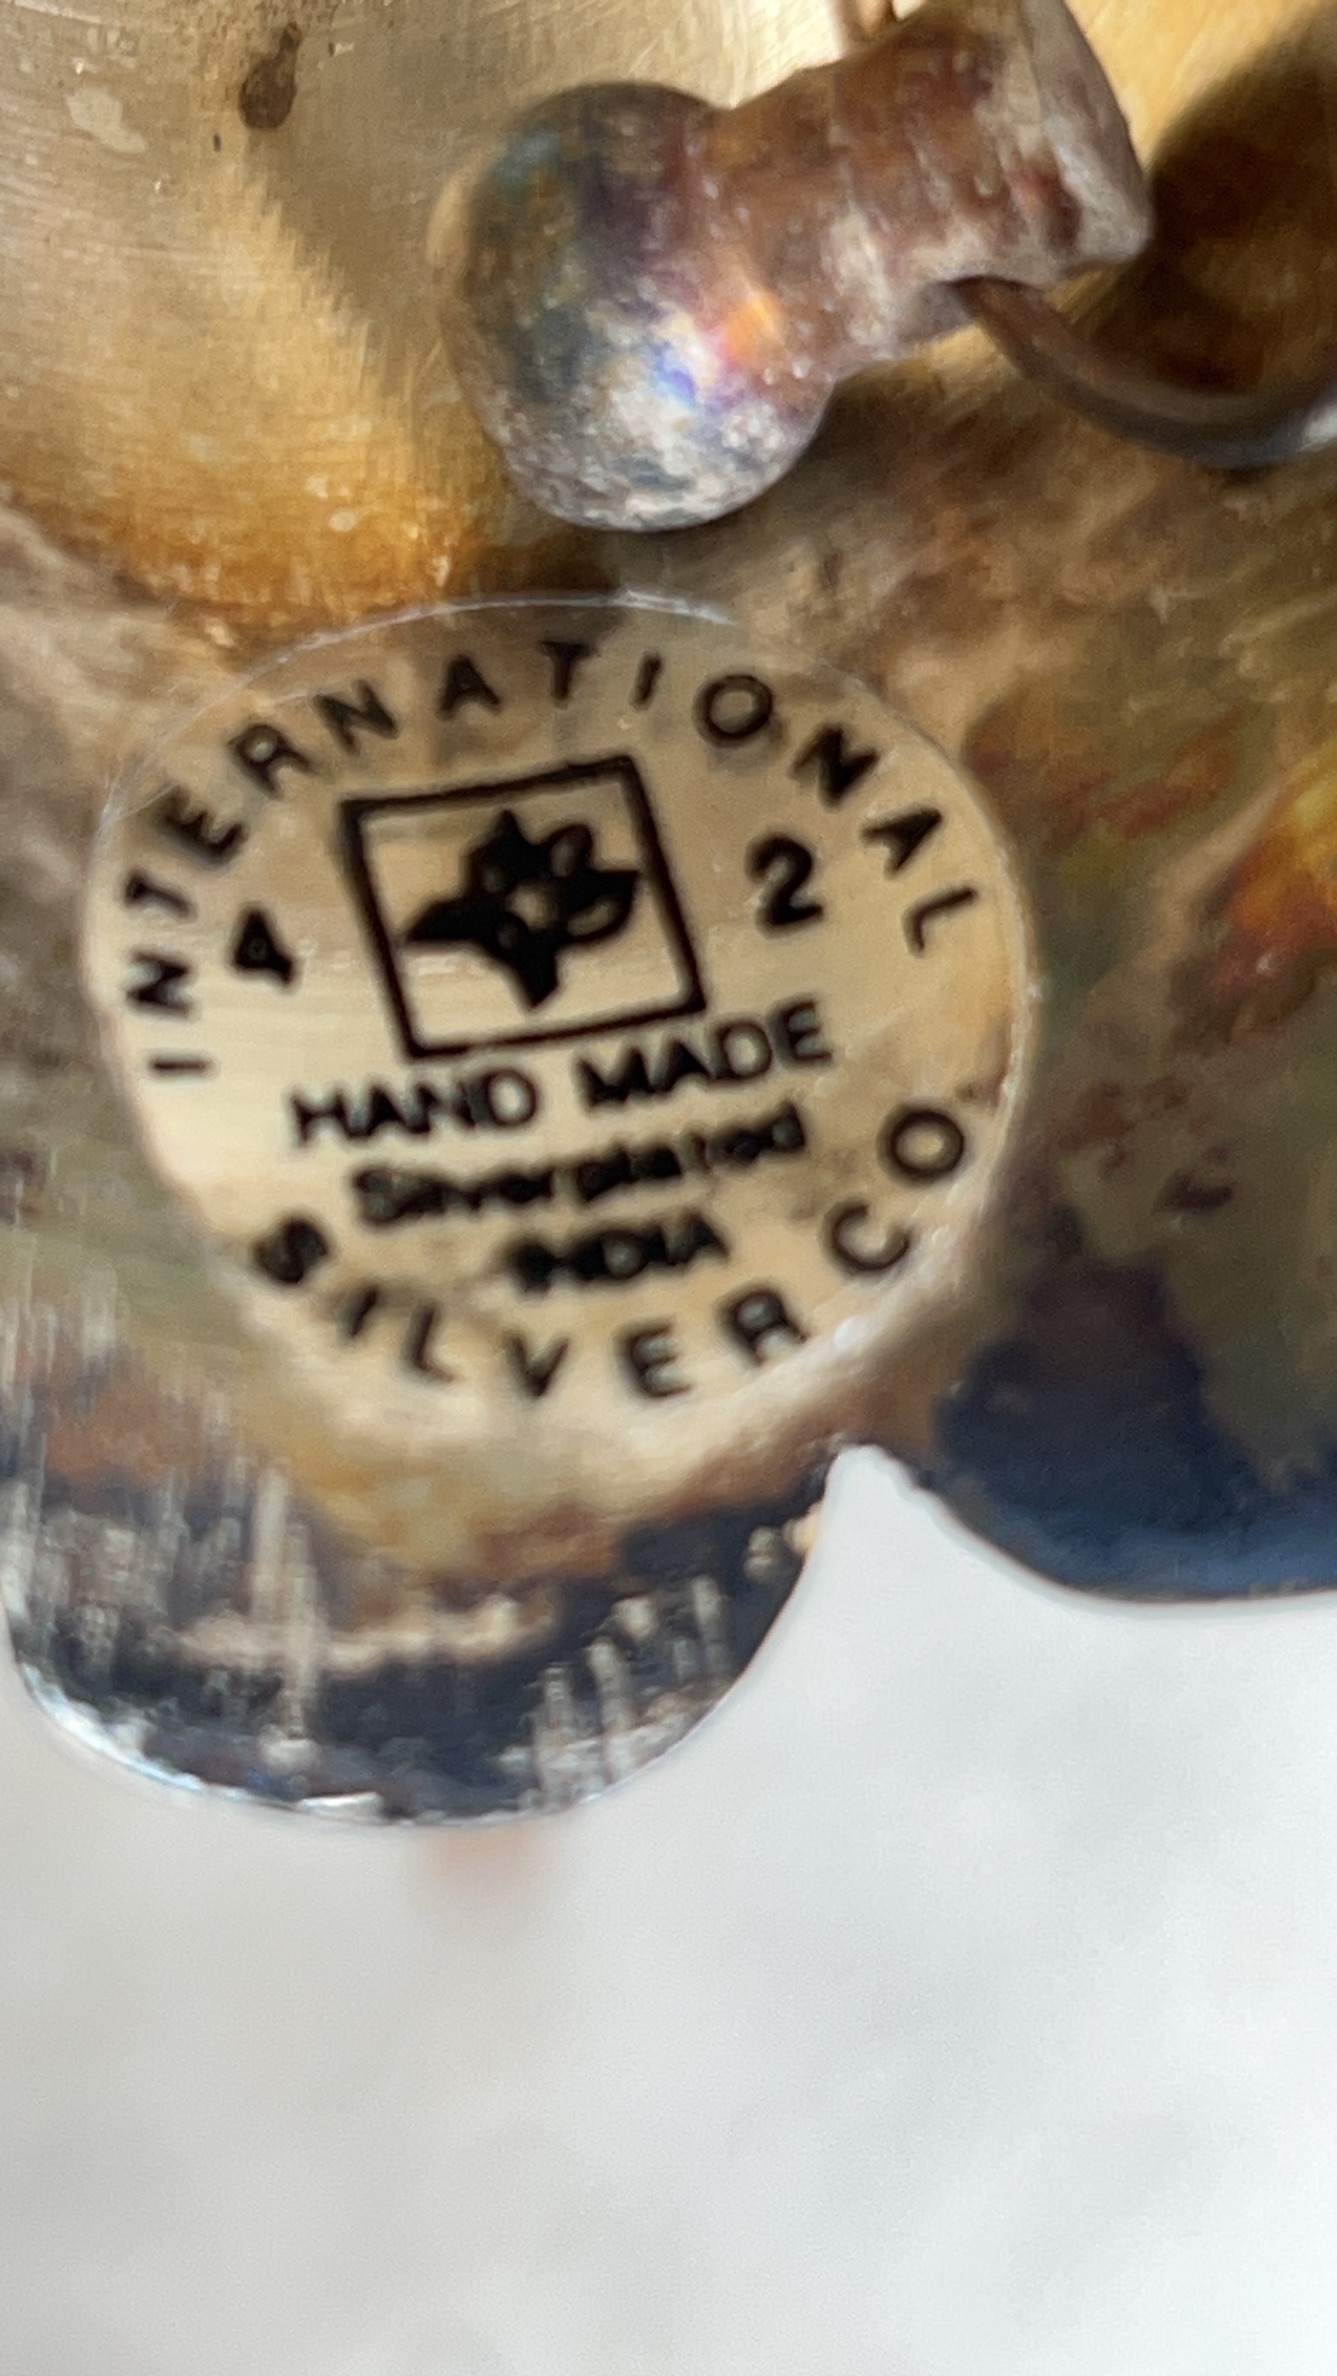 INTERNATIONAL
4 2
HAND MADE
Silverplated
INDIA
SILVER CO